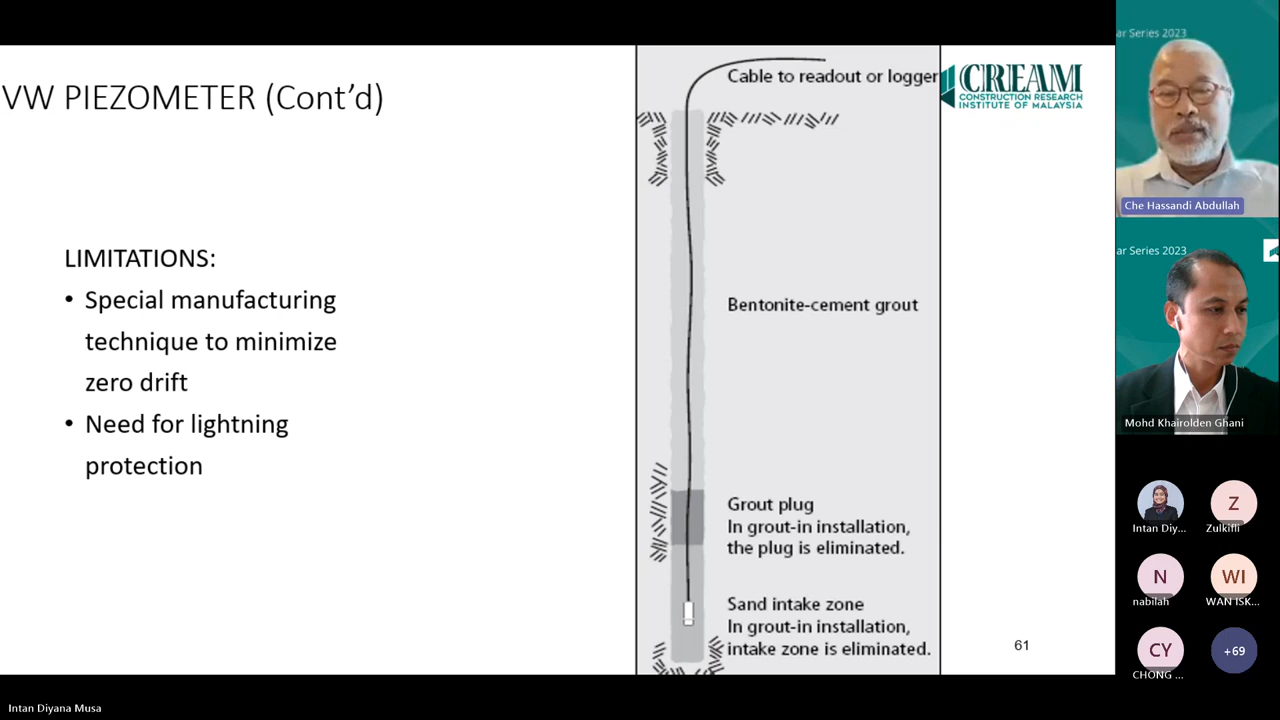 VW PIEZOMETER (Cont’d)
LIMITATIONS:
• Special manufacturing
technique to minimize
zero drift
• Need for lightning
protection
Cable to readout or logger
Bentonite-cement grout
Grout plug
In grout-in installation,
the plug is eliminated.
Sand intake zone
In grout-in installation,
intake zone is eliminated.
CREAM
CONSTRUCTION RESEARCH
INSTITUTE OF MALAYSIA
61
ar Series 2023
Che Hassandi Abdullah
ar Series 2023
Mohd Khairolden Ghani
Intan Diy...
Z
Zulkifli
N
nabilah
WI
WAN ISK...
CY
CHONG ...
+69
Intan Diyana Musa